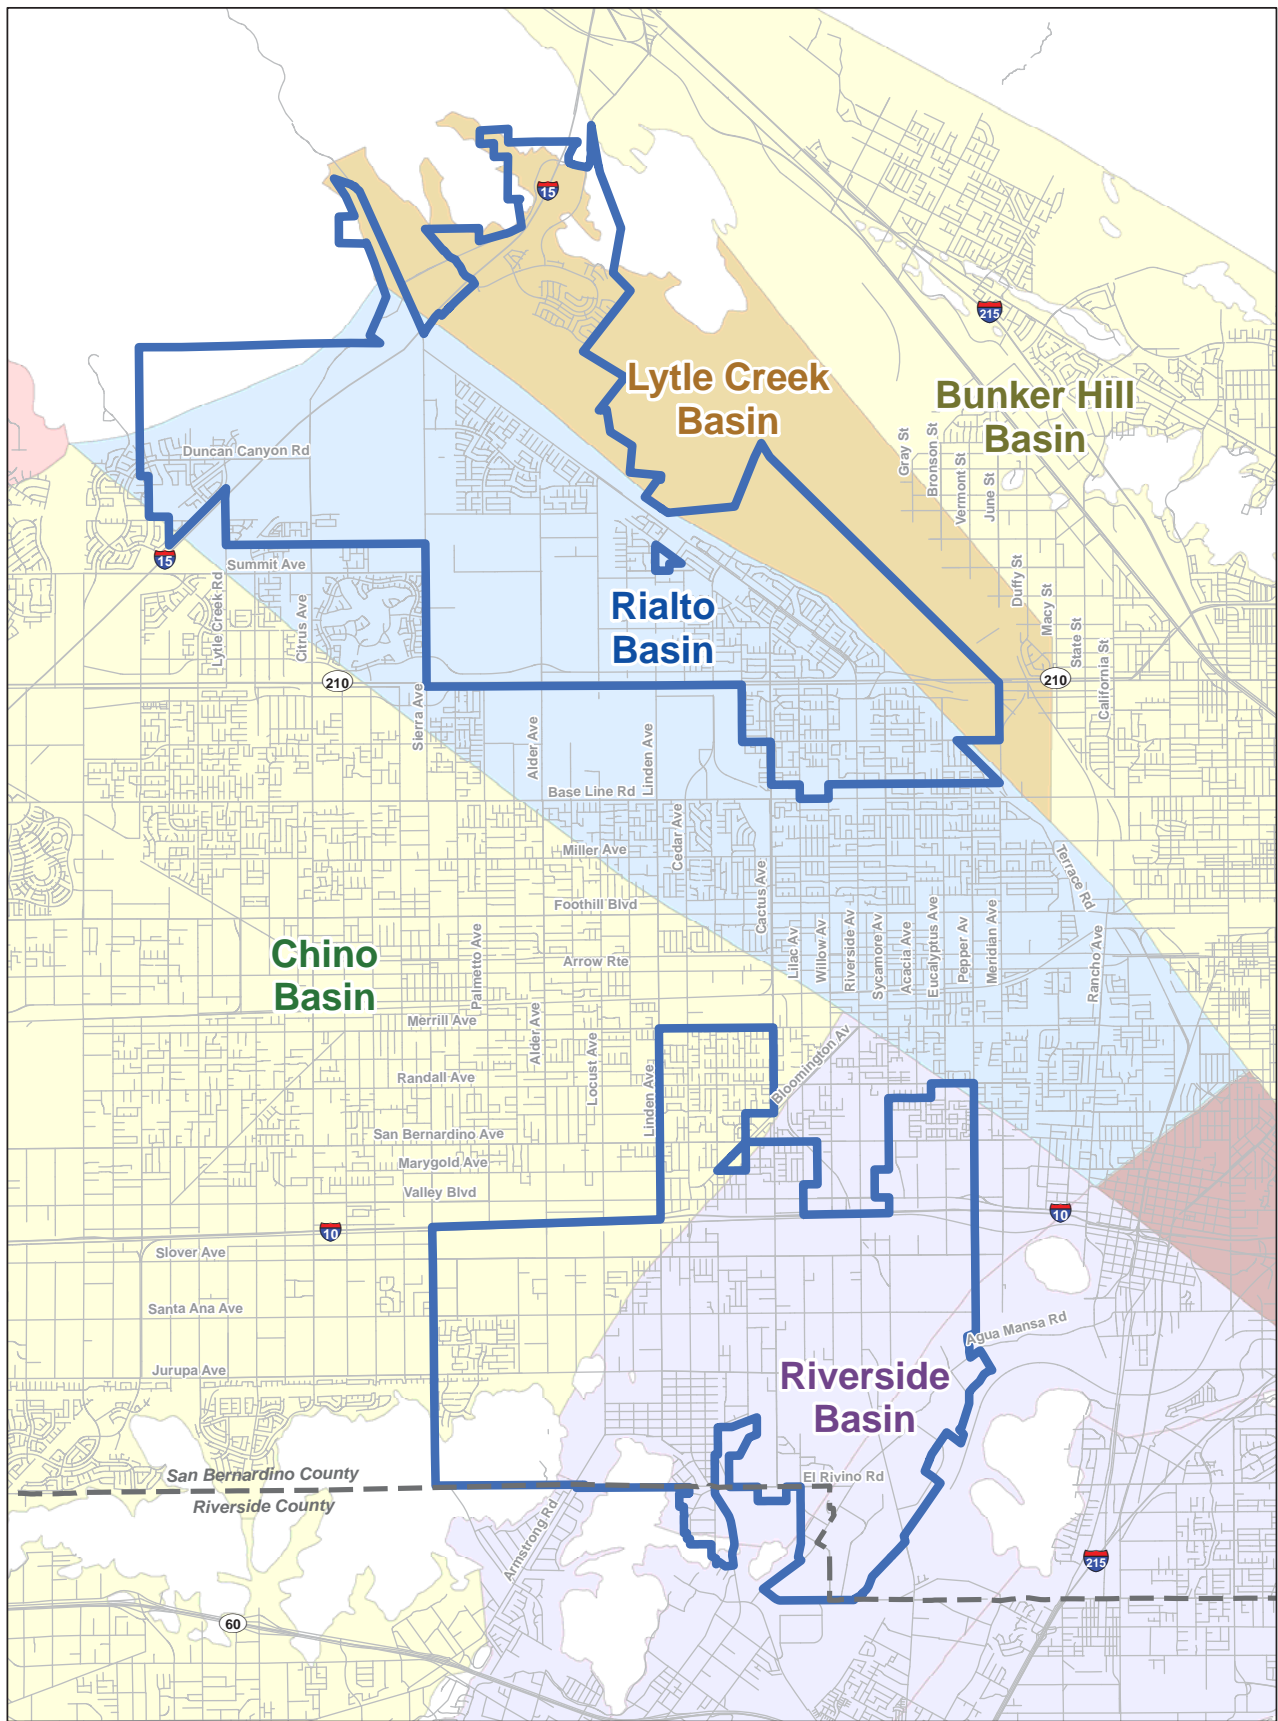 15
215
Lytle Creek
Basin
Bunker Hill
Basin
Gray St
Bronson St
Vermont St
June St
Duncan Canyon Rd
15
Summit Ave
Lytle Creek Rd
Citrus Ave
Rialto
Basin
Duffy St
Macy St
State St
California St
210
210
Sierra Ave
Alder Ave
Linden Ave
Base Line Rd
Cedar Ave
Miller Ave
Terrace Rd
Foothill Blvd
Cactus Ave
Lilac Av
Willow Av
Riverside Av
Sycamore Av
Acacia Ave
Eucalyptus Ave
Pepper Av
Meridian Ave
Rancho Ave
Chino
Basin
Palmetto Ave
Arrow Rte
Merrill Ave
Alder Ave
Locust Ave
Linden Ave
Bloomington Av
Randall Ave
San Bernardino Ave
Marygold Ave
Valley Blvd
10
10
Slover Ave
Santa Ana Ave
Agua Mansa Rd
Jurupa Ave
Riverside
Basin
San Bernardino County
Riverside County
El Rivino Rd
Armstrong Rd
215
60